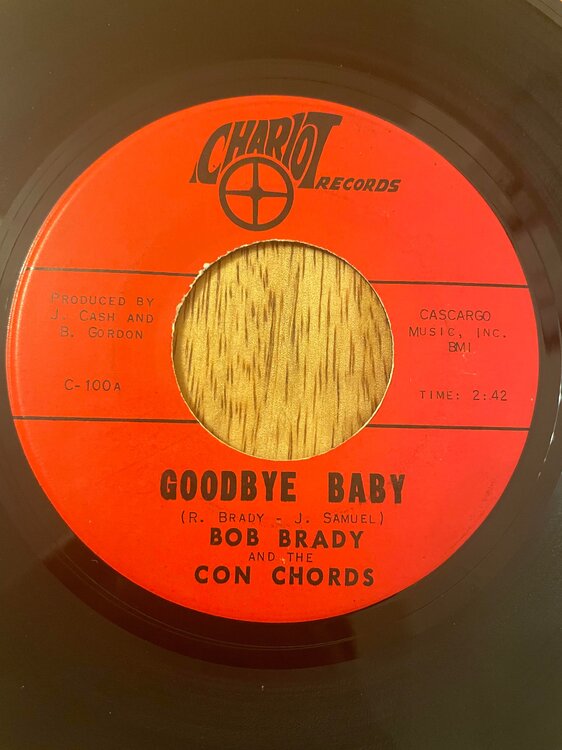 CHARIOT
RECORDS
PRODUCED BY
J. CASH AND
B. GORDON
C-100A
CASCARGO
MUSIC, INC.
BMI
TIME: 2:42
GOODBYE BABY
(R. BRADY - J. SAMUEL)
BOB BRADY
AND THE
CON CHORDS